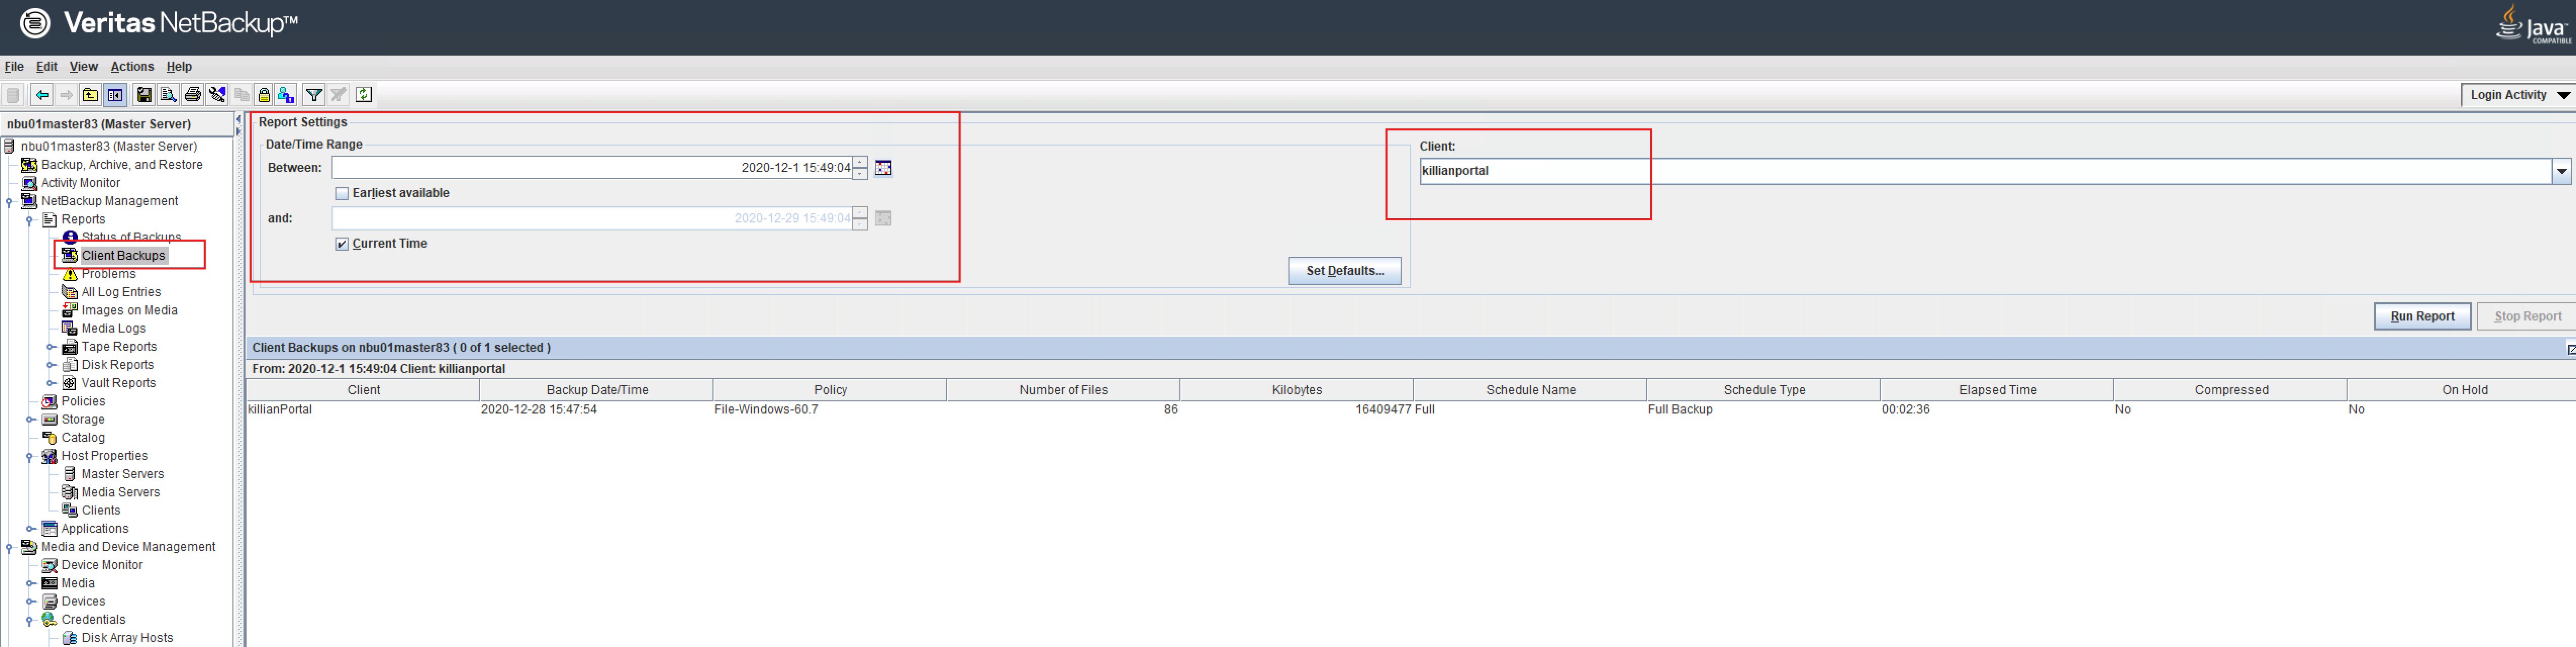 Veritas NetBackup™
Java™
COMPATIBLE
File Edit View Actions Help
Login Activity
nbu01master83 (Master Server)
nbu01master83 (Master Server)
Backup, Archive, and Restore
Activity Monitor
NetBackup Management
Reports
Status of Backups
Client Backups
Problems
All Log Entries
Images on Media
Media Logs
Tape Reports
Disk Reports
Vault Reports
Policies
Storage
Catalog
Host Properties
Master Servers
Media Servers
Clients
Applications
Media and Device Management
Device Monitor
Media
Devices
Credentials
Disk Array Hosts
Report Settings
Date/Time Range
Between: 2020-12-1 15:49:04
Earliest available
and: 2020-12-29 15:49:04
Current Time
Set Defaults...
Client:
killianportal
Run Report Stop Report
Client Backups on nbu01master83 ( 0 of 1 selected )
From: 2020-12-1 15:49:04 Client: killianportal
Client Backup Date/Time Policy Number of Files Kilobytes Schedule Name Schedule Type Elapsed Time Compressed On Hold
killianPortal 2020-12-28 15:47:54 File-Windows-60.7 86 16409477 Full Full Backup 00:02:36 No No